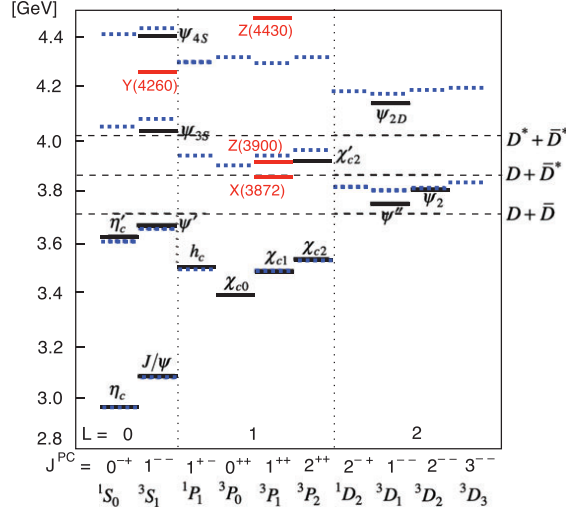 [GeV]
4.4
4.2
4.0
3.8
3.6
3.4
3.2
3.0
2.8
Z(4430)
ψ4S
Y(4260)
ψ2D
ψ3S
D* + D̄*
Z(3900)
χ′c2
X(3872)
D + D̄*
ψ2
ψ″
D + D̄
η′c
ψ′
hc
χc0
χc1
χc2
J/ψ
ηc
L = 0 1 2
J^PC = 0⁻⁺ 1⁻⁻ 1⁺⁻ 0⁺⁺ 1⁺⁺ 2⁺⁺ 2⁻⁺ 1⁻⁻ 2⁻⁻ 3⁻⁻
¹S₀ ³S₁ ¹P₁ ³P₀ ³P₁ ³P₂ ¹D₂ ³D₁ ³D₂ ³D₃